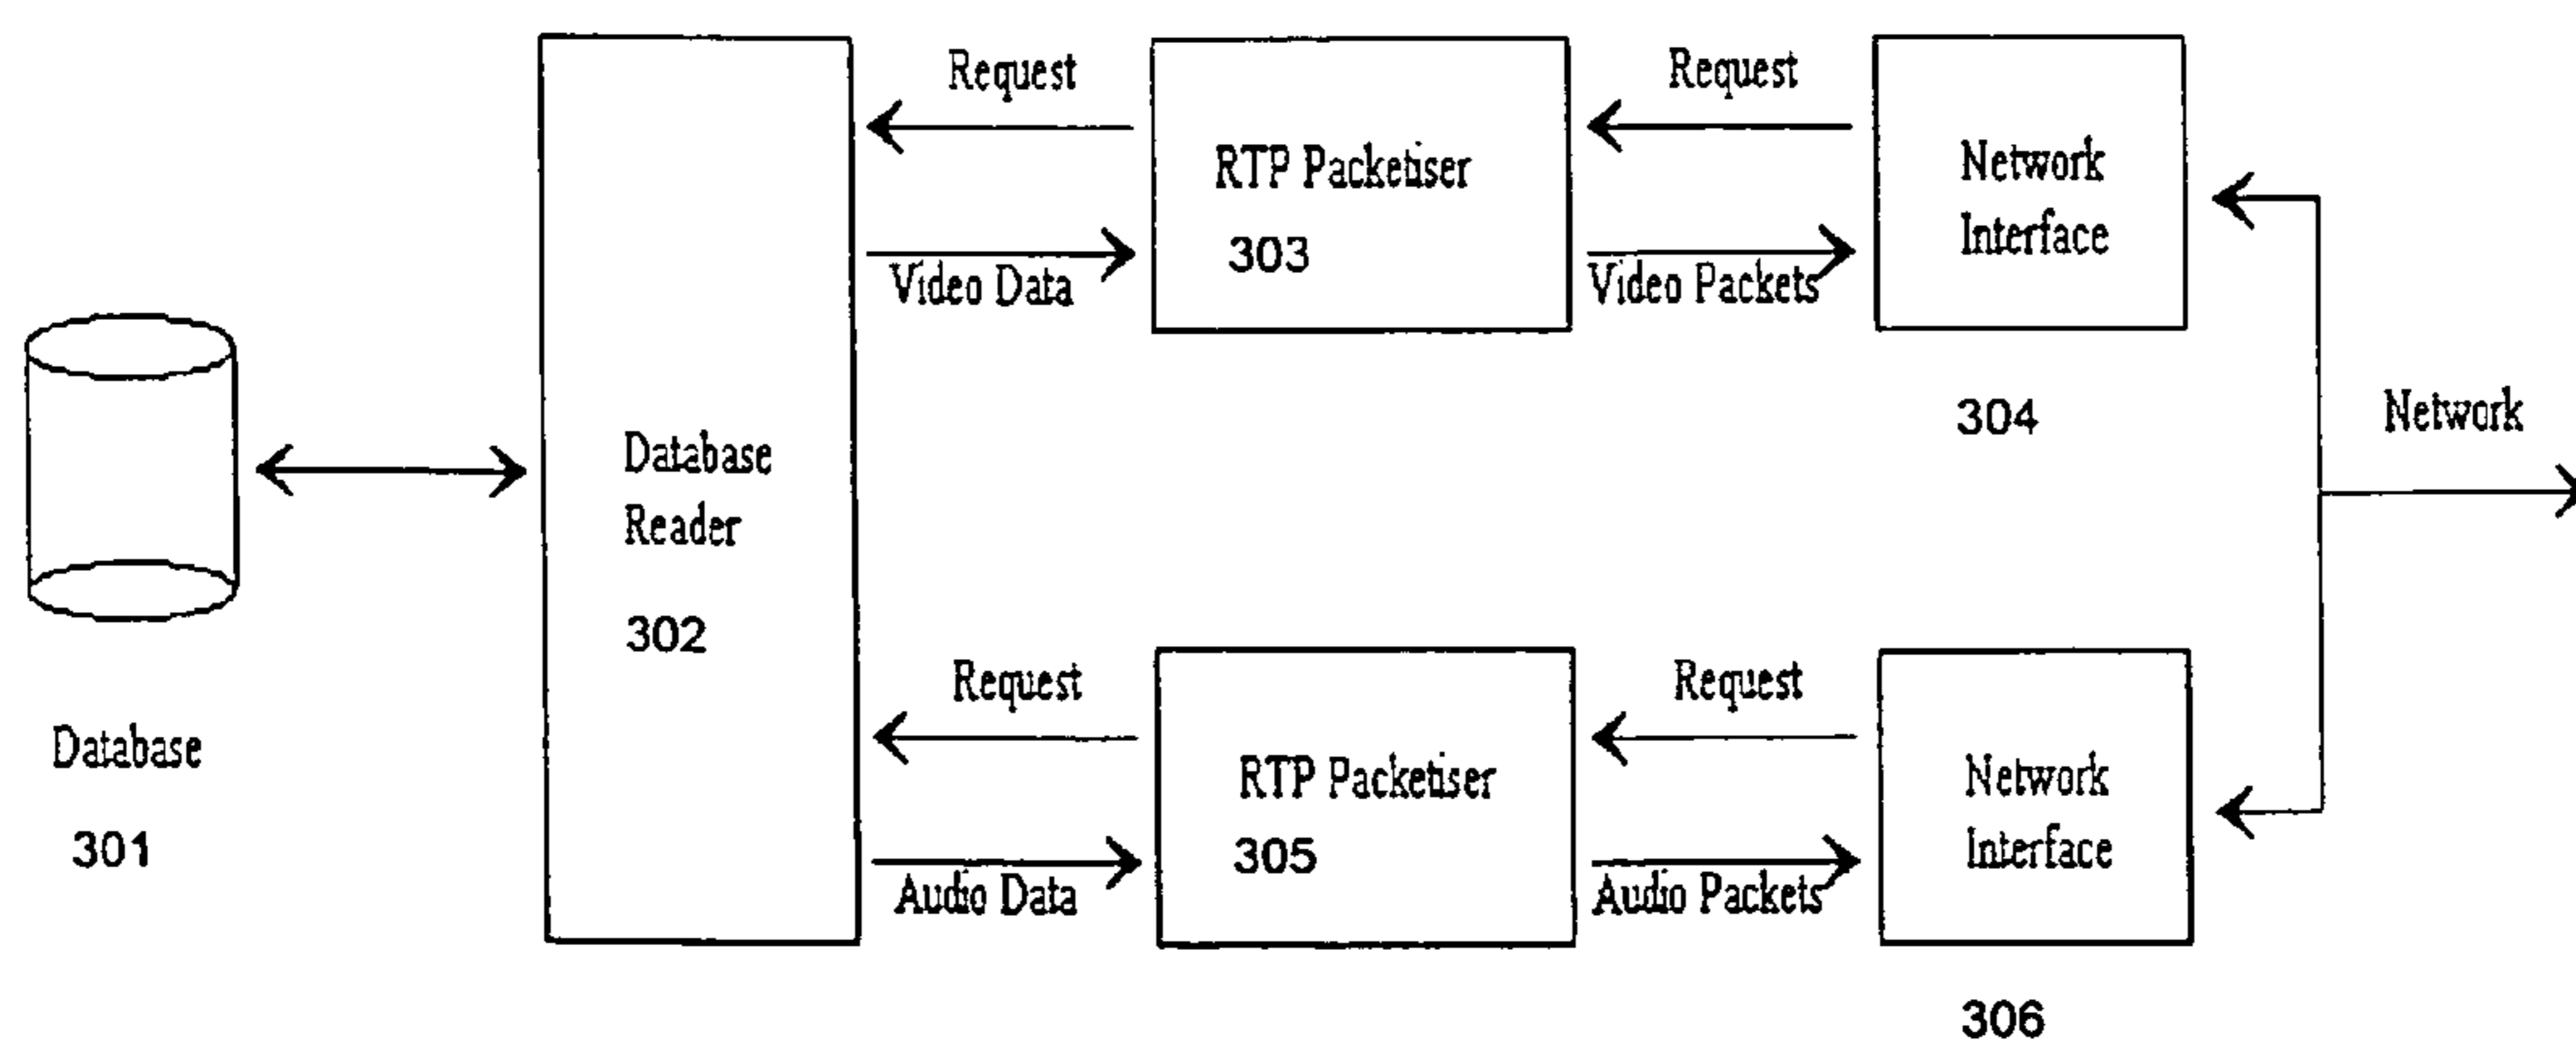 Request
Request
RTP Packetiser
303
Network
Interface
Video Data
Video Packets
304
Network
Database
Reader
302
Request
Request
Database
301
RTP Packetiser
305
Network
Interface
Audio Data
Audio Packets
306